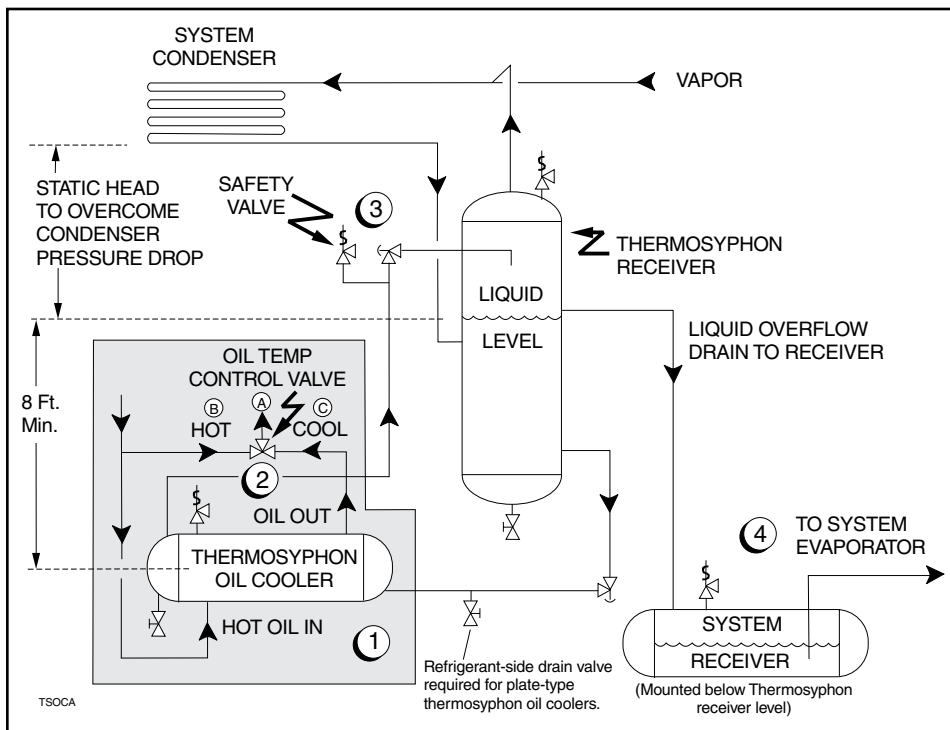 SYSTEM
CONDENSER
VAPOR
STATIC HEAD
TO OVERCOME
CONDENSER
PRESSURE DROP
SAFETY
VALVE
3
THERMOSYPHON
RECEIVER
LIQUID
LEVEL
LIQUID OVERFLOW
DRAIN TO RECEIVER
8 Ft.
Min.
OIL TEMP
CONTROL VALVE
B A C
HOT COOL
2
OIL OUT
THERMOSYPHON
OIL COOLER
HOT OIL IN
1
4
TO SYSTEM
EVAPORATOR
SYSTEM
RECEIVER
(Mounted below Thermosyphon
receiver level)
Refrigerant-side drain valve
required for plate-type
thermosyphon oil coolers.
TSOCA